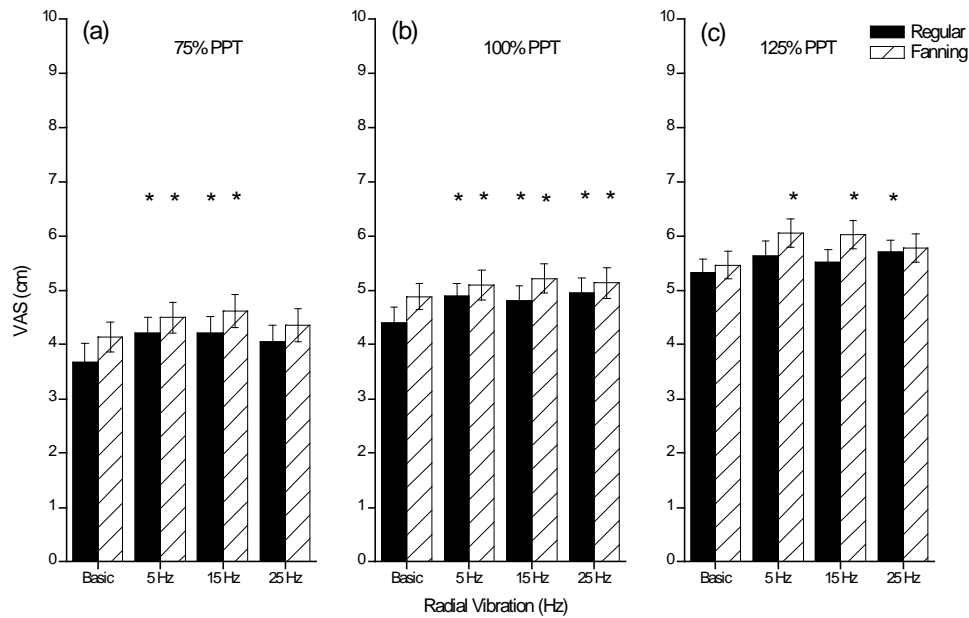 (a)
75% PPT
(b)
100% PPT
(c)
125% PPT
Regular
Fanning
VAS (cm)
10
9
8
7
6
5
4
3
2
1
0
10
9
8
7
6
5
4
3
2
1
0
10
9
8
7
6
5
4
3
2
1
0
* * * *
* * * * * *
* * *
Basic 5 Hz 15 Hz 25 Hz
Basic 5 Hz 15 Hz 25 Hz
Basic 5 Hz 15 Hz 25 Hz
Radial Vibration (Hz)